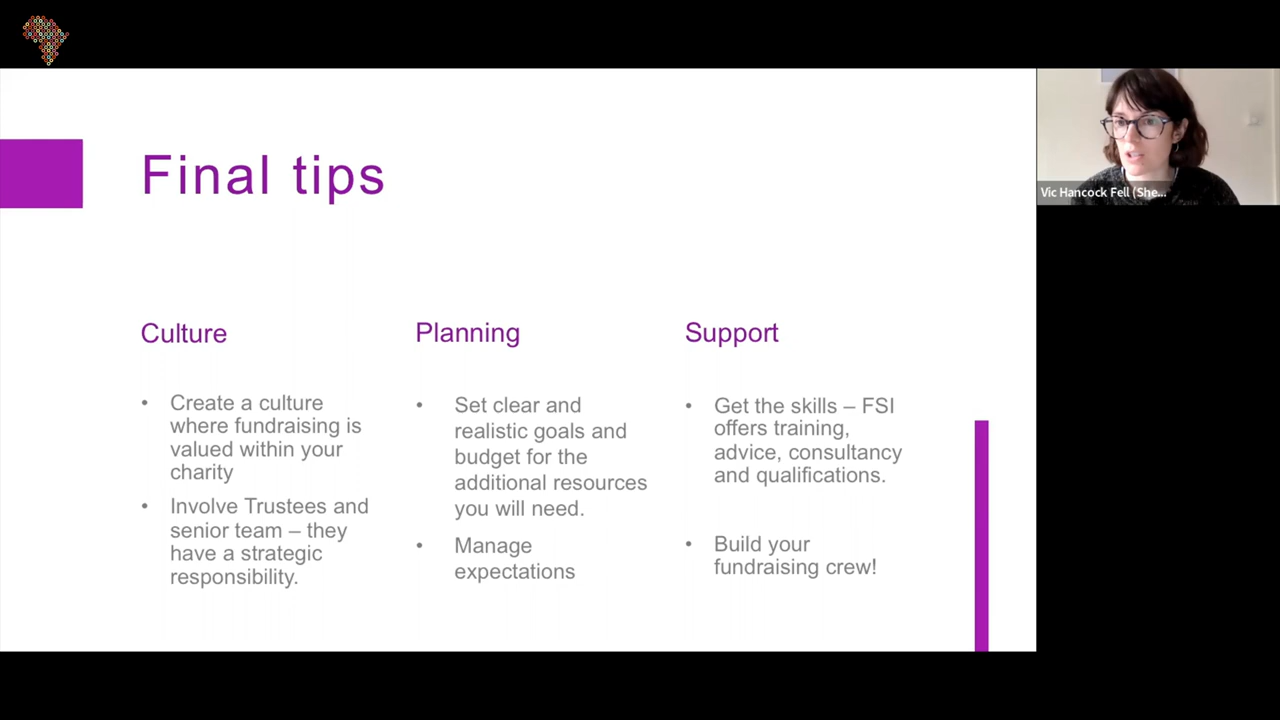 Final tips
Vic Hancock Fell (She...
Culture
Create a culture
where fundraising is
valued within your
charity
Involve Trustees and
senior team – they
have a strategic
responsibility.
Planning
Set clear and
realistic goals and
budget for the
additional resources
you will need.
Manage
expectations
Support
Get the skills – FSI
offers training,
advice, consultancy
and qualifications.
Build your
fundraising crew!